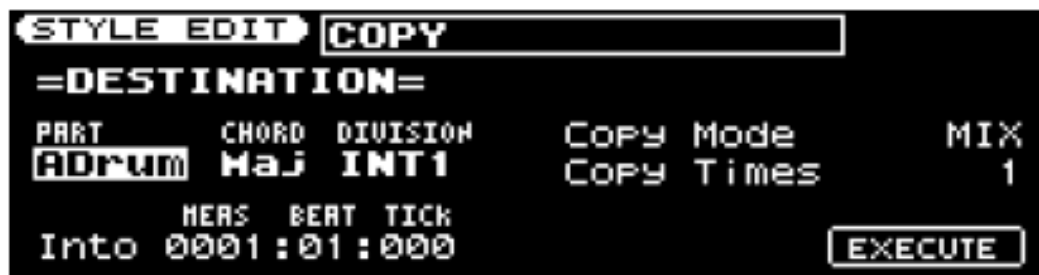 STYLE EDIT COPY
=DESTINATION=
PART CHORD DIVISION
ADrum Maj INT1
Copy Mode MIX
Copy Times 1
MEAS BEAT TICK
Into 0001:01:000
EXECUTE